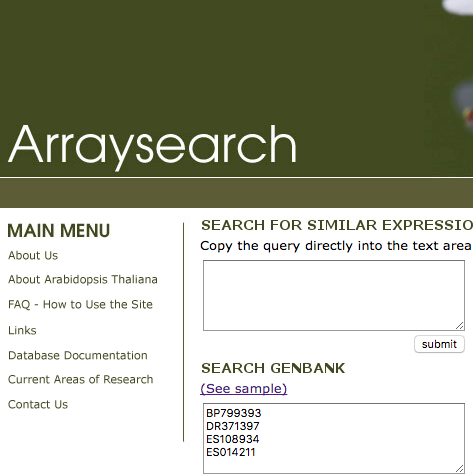 Arraysearch
MAIN MENU
About Us
About Arabidopsis Thaliana
FAQ - How to Use the Site
Links
Database Documentation
Current Areas of Research
Contact Us
SEARCH FOR SIMILAR EXPRESSIO
Copy the query directly into the text area
submit
SEARCH GENBANK
(See sample)
BP799393
DR371397
ES108934
ES014211